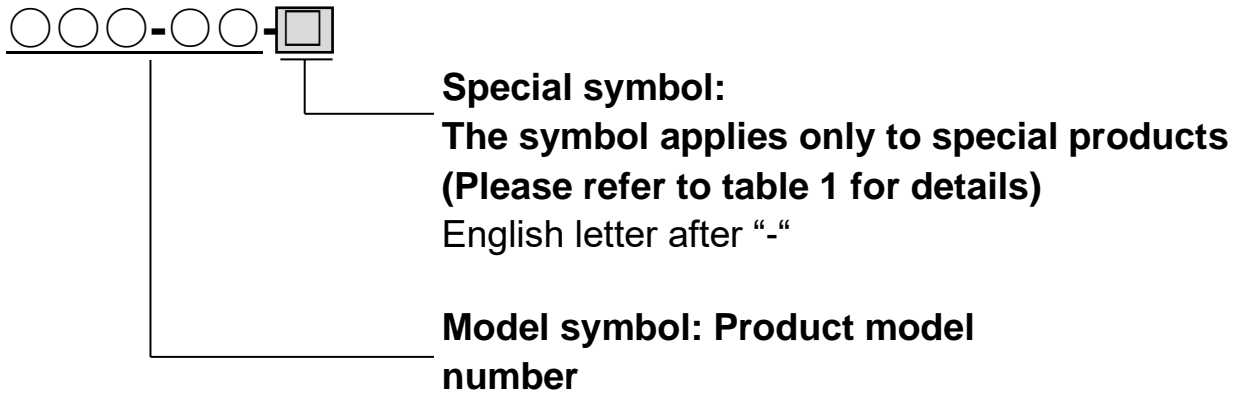 ○○○-○○-□
Special symbol:
The symbol applies only to special products
(Please refer to table 1 for details)
English letter after “-“
Model symbol: Product model
number